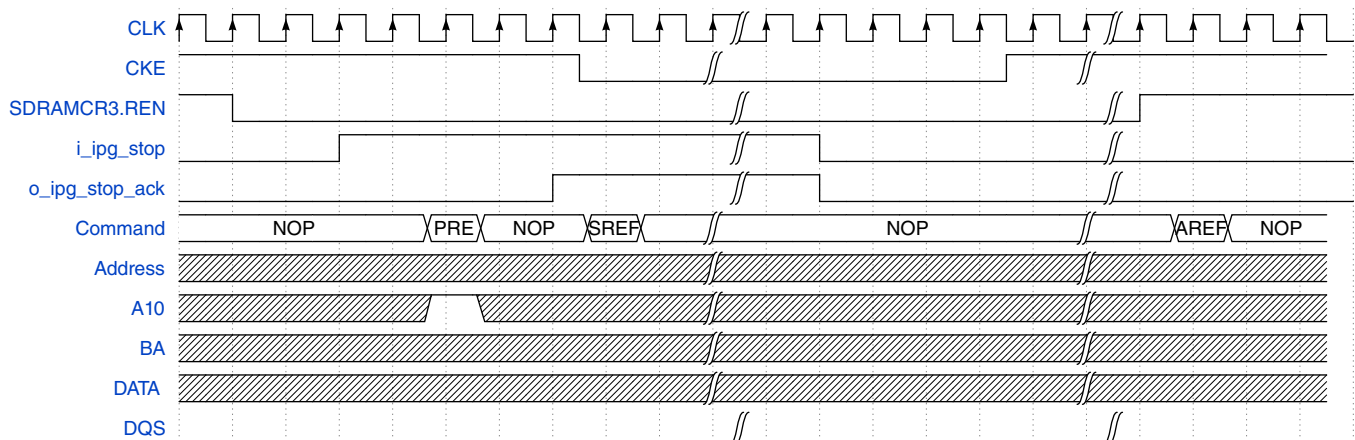 CLK
CKE
SDRAMCR3.REN
i_ipg_stop
o_ipg_stop_ack
Command NOP PRE NOP SREF NOP AREF NOP
Address
A10
BA
DATA
DQS